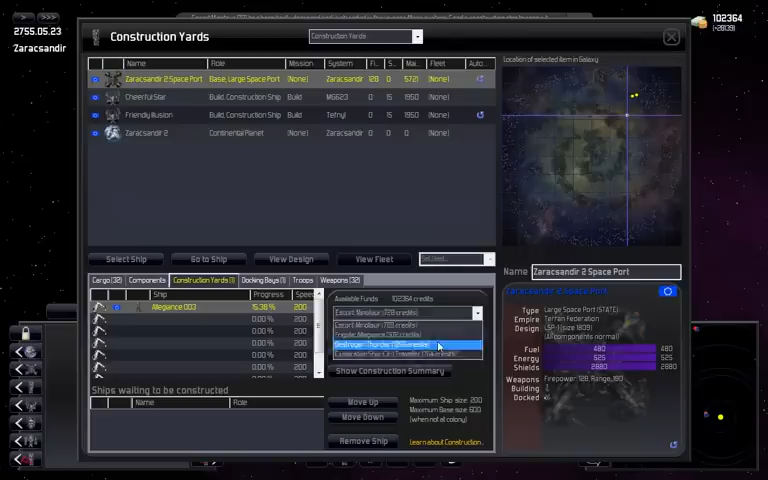 2755.05.23
Zaracsandir
102364
Construction Yards
Construction Yards
Location of selected item in Galaxy
Name Role Mission System Fleet Auto...
Zaracsandir 2 Space Port Base, Large Space Port (None) Zaracsandir 128 0 5721 (None)
Cheerful Star Build, Construction Ship Build MG623 0 15 1950 (None)
Friendly Illusion Build, Construction Ship Build Tefnyl 0 15 1950 (None)
Zaracsandir 2 Continental Planet (None) Zaracsandir 0 0 0 (None)
Select Ship Go to Ship View Design View Fleet
Name Zaracsandir 2 Space Port
Cargo (32) Components Construction Yards (1) Docking Bays (1) Troops Weapons (32)
Ship Progress Speed
Allegiance 003 15.38 % 200
0.00 % 200
0.00 % 200
0.00 % 200
0.00 % 200
0.00 % 200
Available Funds 102364 credits
Show Construction Summary
Ships waiting to be constructed
Name Role
Move Up
Move Down
Remove Ship
Maximum Ship size: 200
Maximum Base size: 600
(when not at colony)
Learn about Construction...
Zaracsandir 2 Space Port
Type Large Space Port (STATE)
Empire Terran Federation
(All components normal)
Fuel 480 480
Energy 525 525
Shields 2880 2880
Weapons Firepower: 128, Range: 190
Building 1
Docked